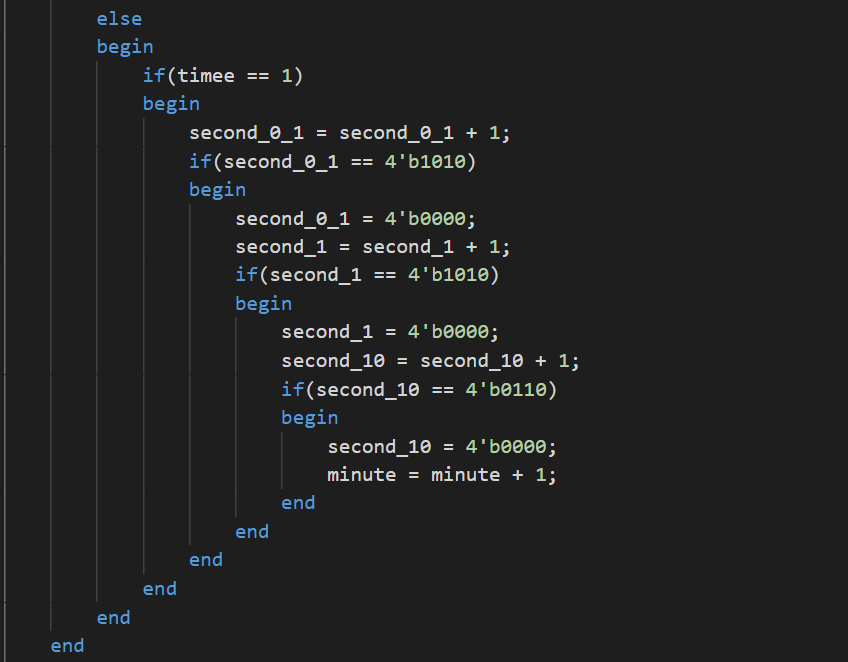 else
begin
if(timee == 1)
begin
second_0_1 = second_0_1 + 1;
if(second_0_1 == 4'b1010)
begin
second_0_1 = 4'b0000;
second_1 = second_1 + 1;
if(second_1 == 4'b1010)
begin
second_1 = 4'b0000;
second_10 = second_10 + 1;
if(second_10 == 4'b0110)
begin
second_10 = 4'b0000;
minute = minute + 1;
end
end
end
end
end
end